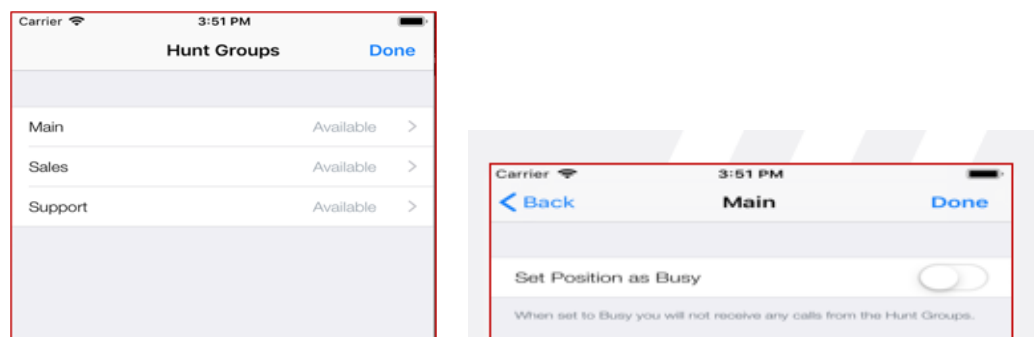 Carrier 3:51 PM
Hunt Groups Done
Main Available
Sales Available
Support Available
Carrier 3:51 PM
Back Main Done
Set Position as Busy
When set to Busy you will not receive any calls from the Hunt Groups.